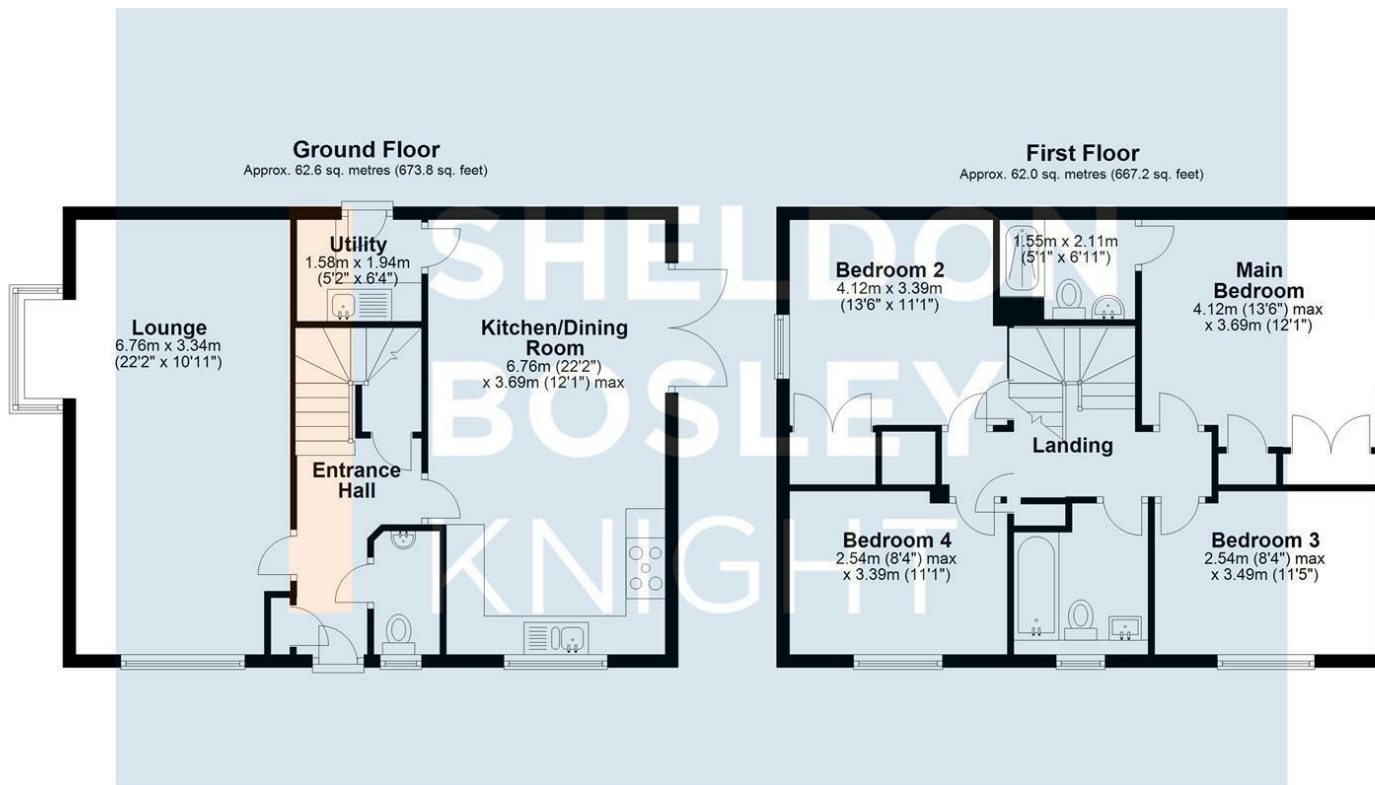 Ground Floor
Approx. 62.6 sq. metres (673.8 sq. feet)
Utility
1.58m x 1.94m
(5'2" x 6'4")
Lounge
6.76m x 3.34m
(22'2" x 10'11")
Kitchen/Dining
Room
6.76m (22'2")
x 3.69m (12'1") max
Entrance
Hall
First Floor
Approx. 62.0 sq. metres (667.2 sq. feet)
1.55m x 2.11m
(5'1" x 6'11")
Bedroom 2
4.12m x 3.39m
(13'6" x 11'1")
Main
Bedroom
4.12m (13'6") max
x 3.69m (12'1")
Landing
Bedroom 4
2.54m (8'4") max
x 3.39m (11'1")
Bedroom 3
2.54m (8'4") max
x 3.49m (11'5")
SHELDON
BOSLEY
KNIGHT